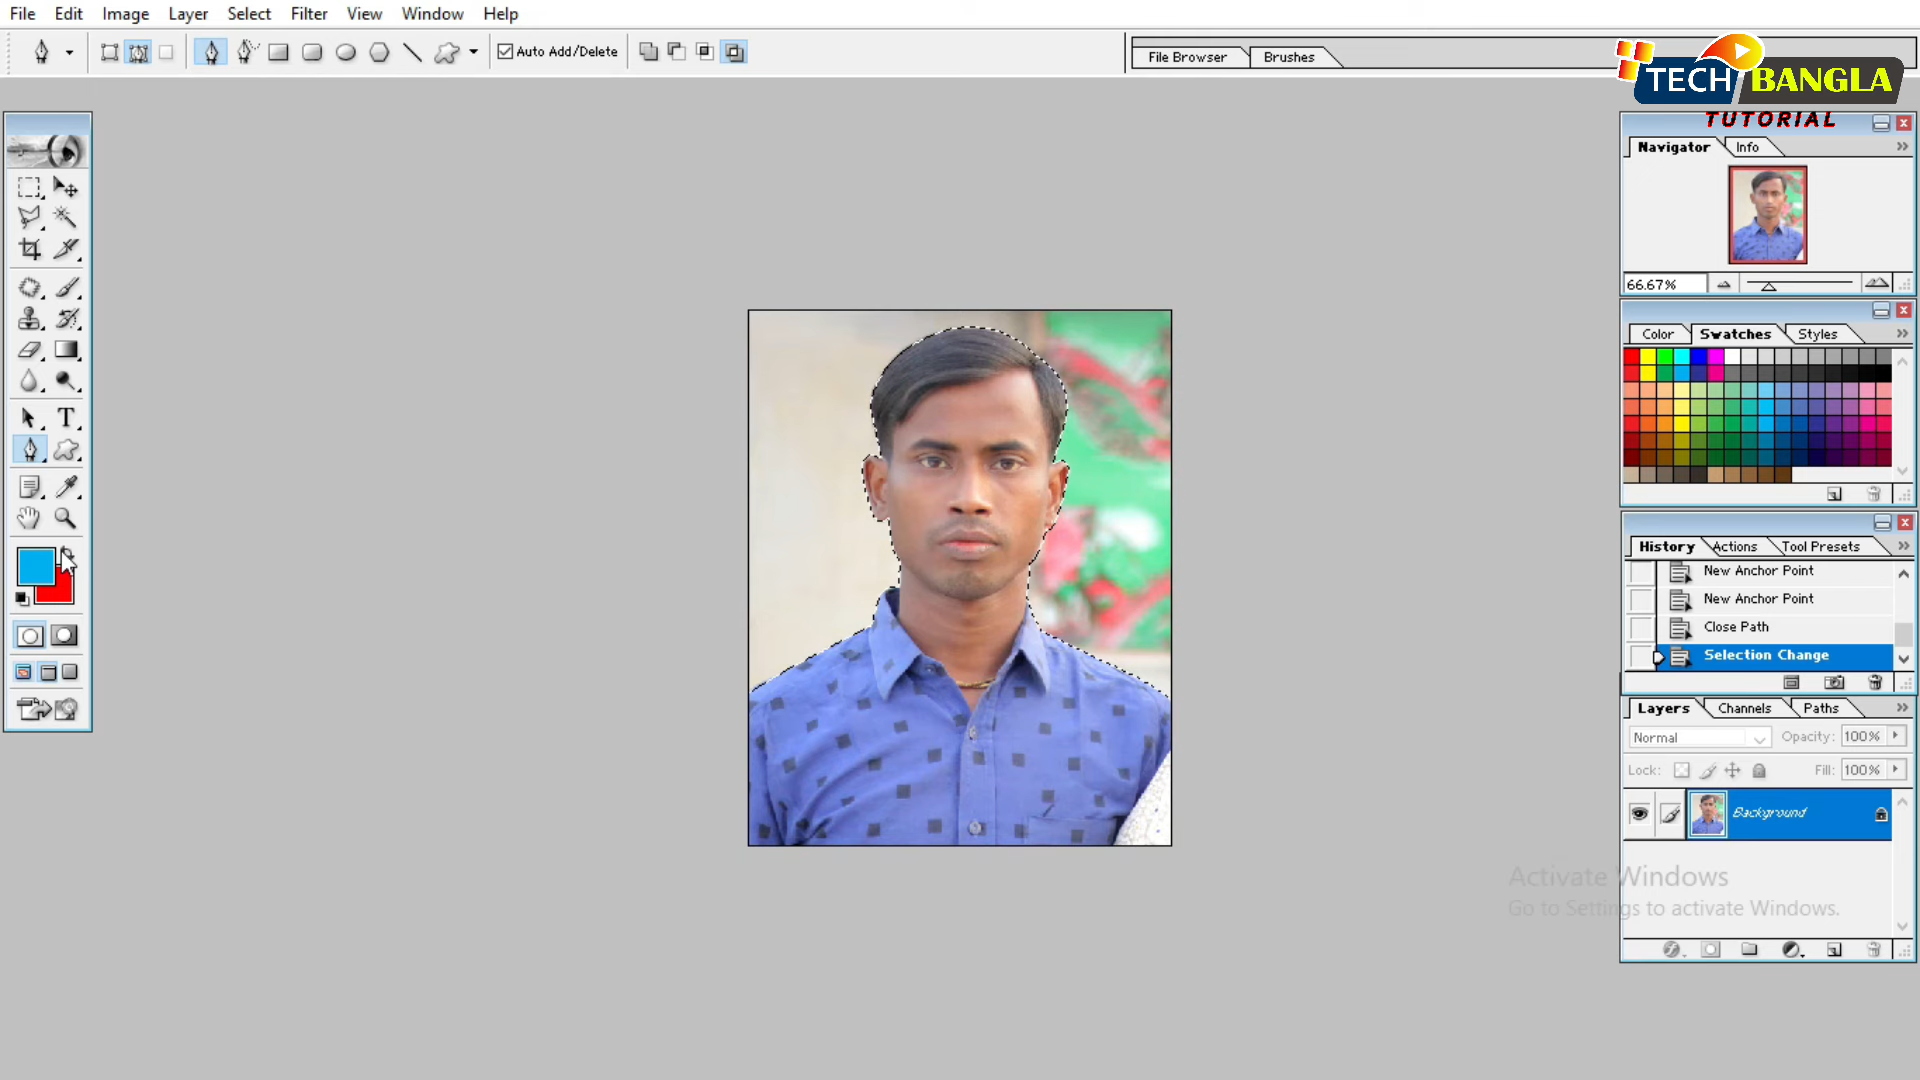 File Edit Image Layer Select Filter View Window Help
Auto Add/Delete
File Browser Brushes
TECH BANGLA
TUTORIAL
Navigator Info
66.67%
Color Swatches Styles
History Actions Tool Presets
New Anchor Point
New Anchor Point
Close Path
Selection Change
Layers Channels Paths
Normal Opacity: 100%
Lock: Fill: 100%
Background
Activate Windows
Go to Settings to activate Windows.
T